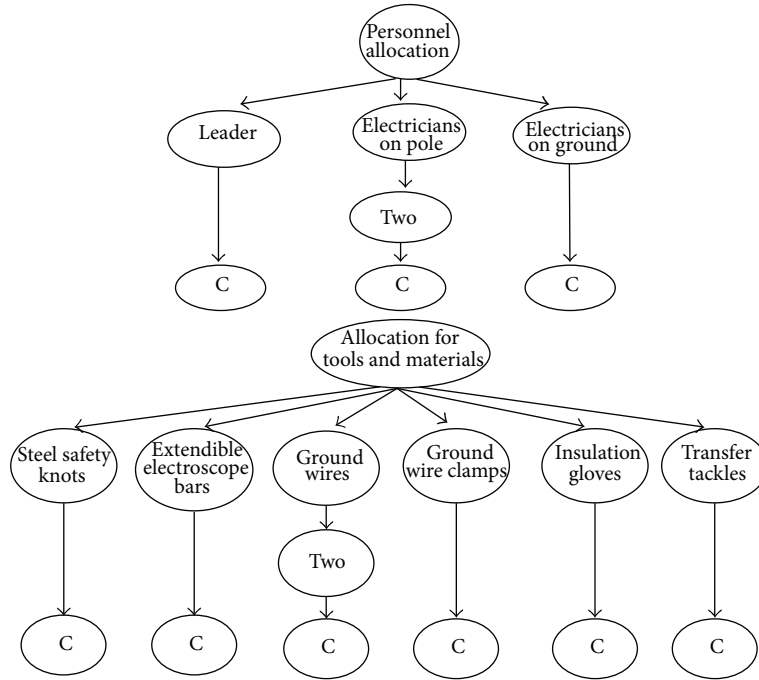 Personnel
allocation
Leader
Electricians
on pole
Electricians
on ground
Two
C
C
C
Allocation for
tools and materials
Steel safety
knots
Extendible
electroscope
bars
Ground
wires
Ground
wire clamps
Insulation
gloves
Transfer
tackles
Two
C
C
C
C
C
C